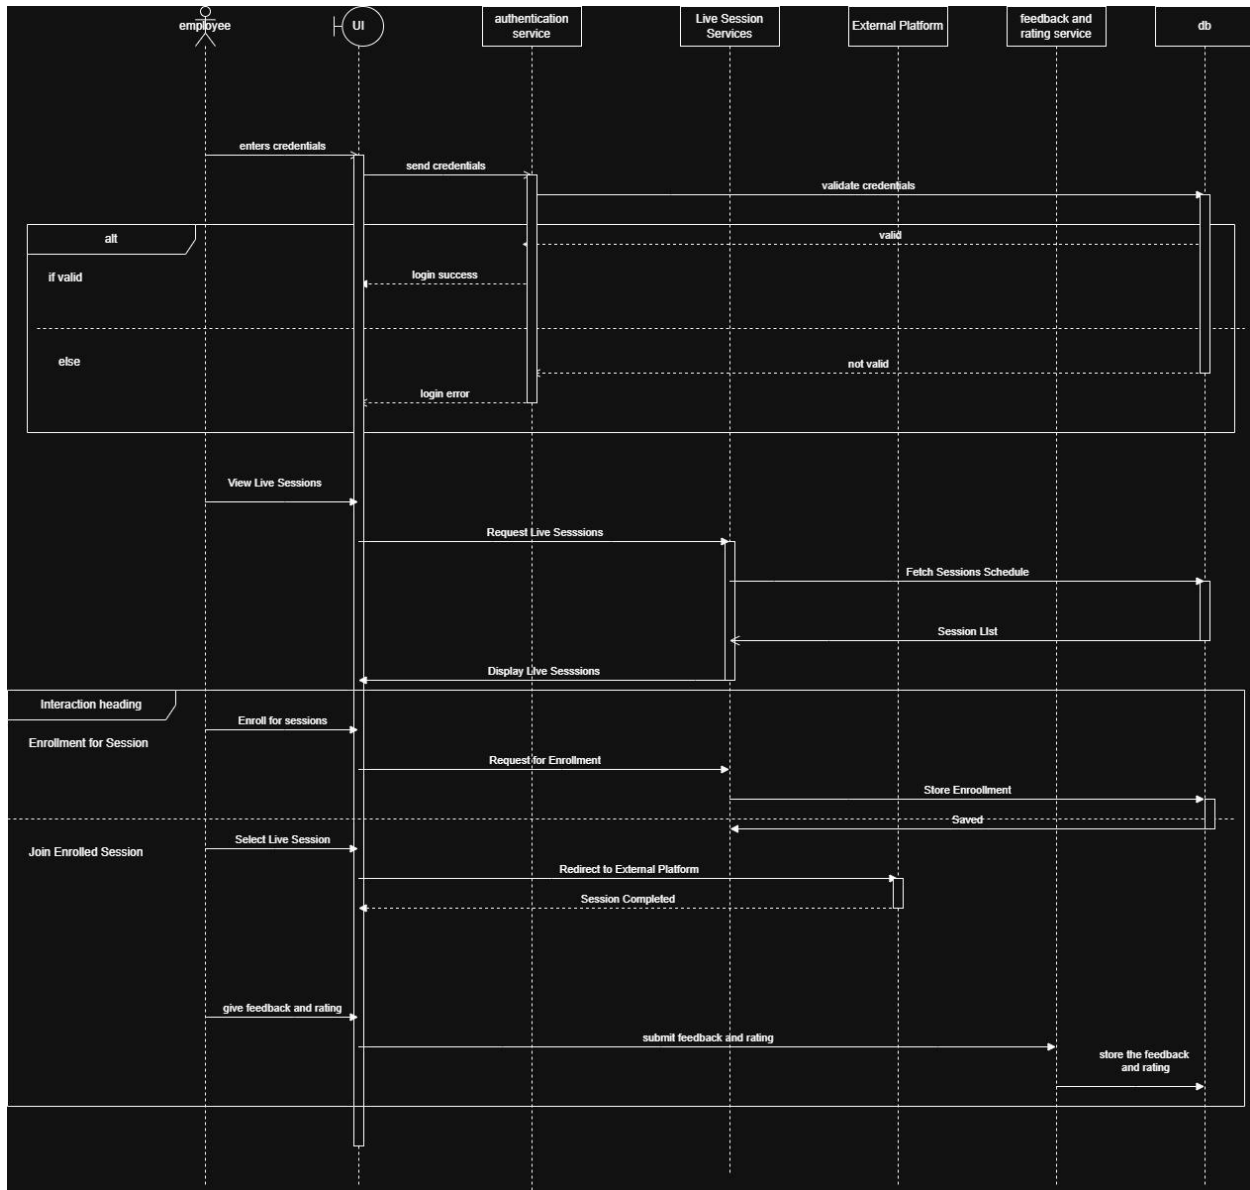 employee
UI
authentication
service
Live Session
Services
External Platform
feedback and
rating service
db
enters credentials
send credentials
validate credentials
alt
valid
if valid
login success
else
not valid
login error
View Live Sessions
Request Live Sesssions
Fetch Sessions Schedule
Session LIst
Display Live Sesssions
Interaction heading
Enroll for sessions
Enrollment for Session
Request for Enrollment
Store Enroollment
Saved
Select Live Session
Join Enrolled Session
Redirect to External Platform
Session Completed
give feedback and rating
submit feedback and rating
store the feedback
and rating